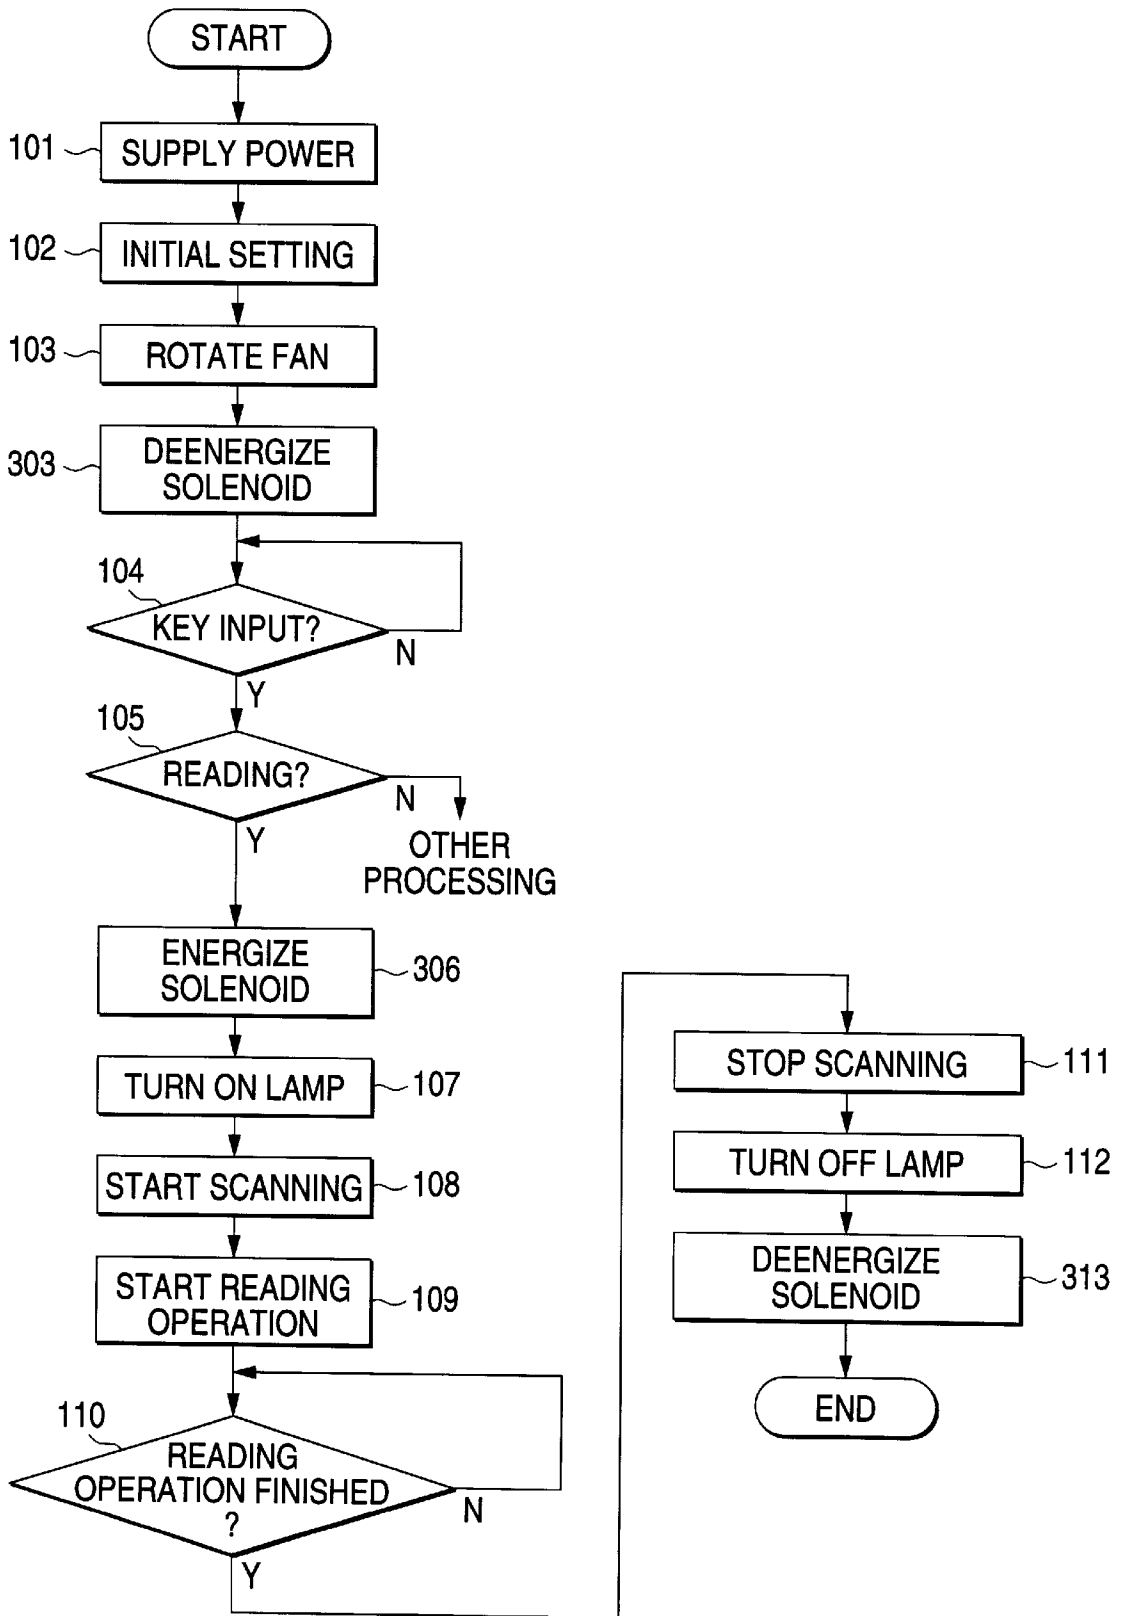 START
101
SUPPLY POWER
102
INITIAL SETTING
103
ROTATE FAN
303
DEENERGIZE
SOLENOID
104
KEY INPUT?
N
Y
105
READING?
N
Y
OTHER
PROCESSING
ENERGIZE
SOLENOID
306
TURN ON LAMP
107
START SCANNING
108
START READING
OPERATION
109
110
READING
OPERATION FINISHED
?
N
Y
STOP SCANNING
111
TURN OFF LAMP
112
DEENERGIZE
SOLENOID
313
END